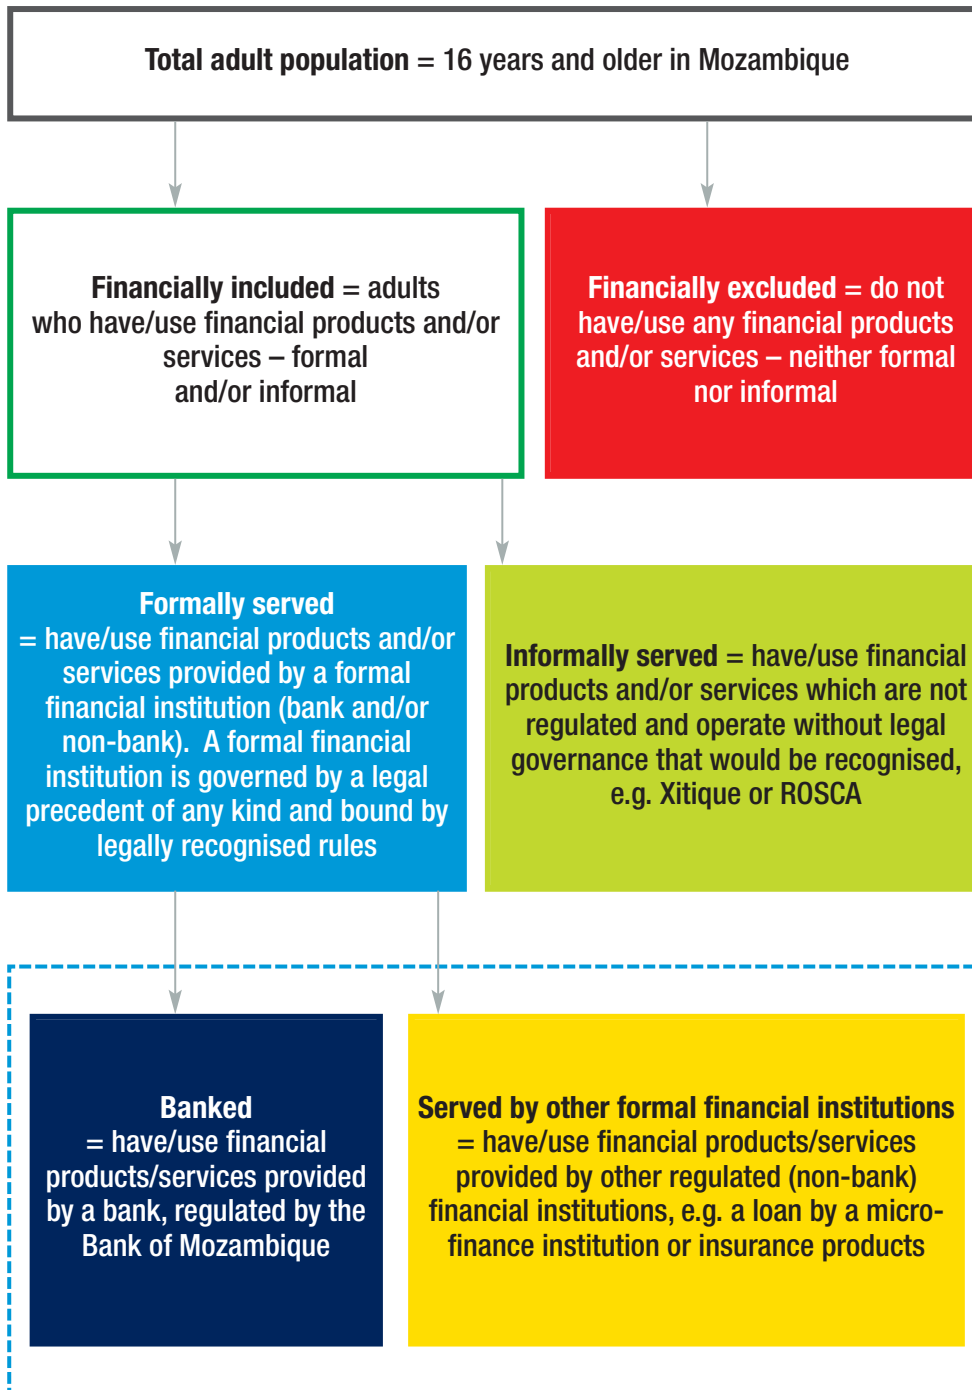 Total adult population = 16 years and older in Mozambique
Financially included = adults
who have/use financial products and/or
services – formal
and/or informal
Financially excluded = do not
have/use any financial products
and/or services – neither formal
nor informal
Formally served
= have/use financial products and/or
services provided by a formal
financial institution (bank and/or
non-bank).  A formal financial
institution is governed by a legal
precedent of any kind and bound by
legally recognised rules
Informally served = have/use financial
products and/or services which are not
regulated and operate without legal
governance that would be recognised,
e.g. Xitique or ROSCA
Banked
= have/use financial
products/services provided
by a bank, regulated by the
Bank of Mozambique
Served by other formal financial institutions
= have/use financial products/services
provided by other regulated (non-bank)
financial institutions, e.g. a loan by a micro-
finance institution or insurance products